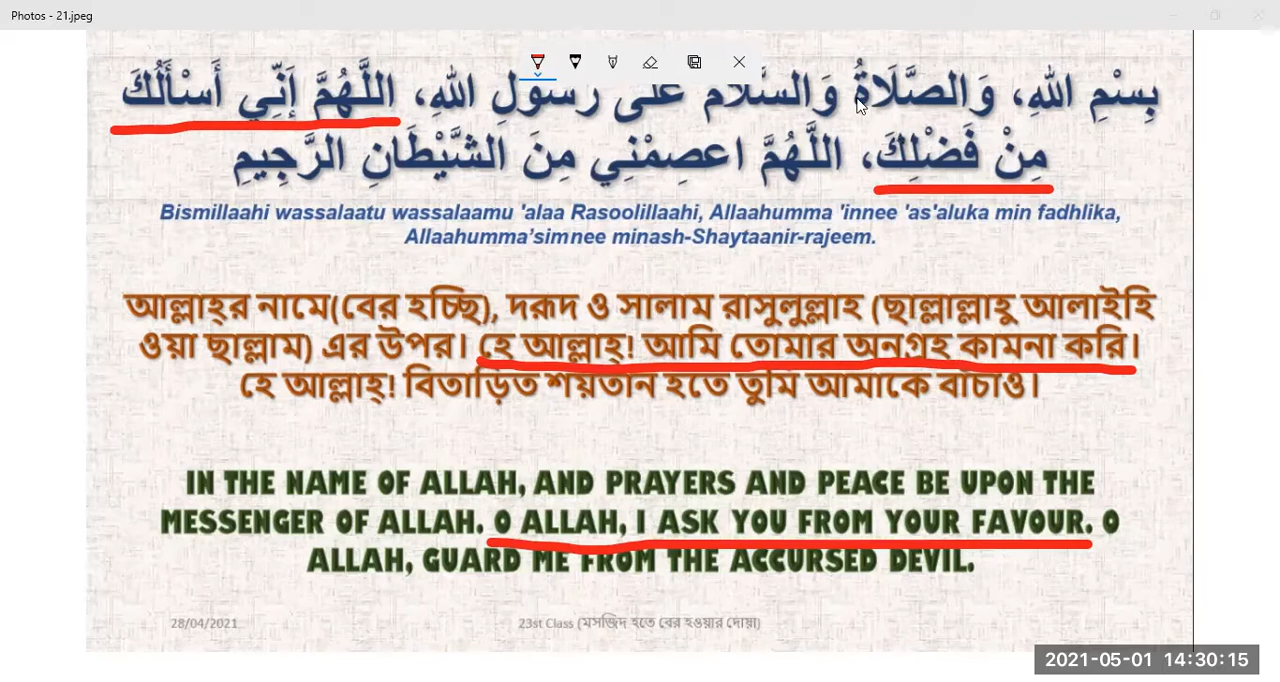 Photos - 21.jpeg
بِسْمِ اللهِ، وَالصَّلَاةُ وَالسَّلَام عَلَى رسولِ اللهِ، اللَّهُمَّ إَنِّي أَسْأَلُكَ
مِنْ فَضْلِكَ، اللَّهُمَّ اعصِمْنِي مِنَ الشَّيْطَانِ الرَّجِيمِ
Bismillaahi wassalaatu wassalaamu 'alaa Rasoolillaahi, Allaahumma 'innee 'as'aluka min fadhlika,
Allaahumma’simnee minash-Shaytaanir-rajeem.
আল্লাহ্‌র নামে(বের হচ্ছি), দরূদ ও সালাম রাসুলুল্লাহ (ছাল্লাল্লাহু আলাইহি
ওয়া ছাল্লাম) এর উপর। হে আল্লাহ্‌! আমি তোমার অনুগ্রহ কামনা করি।
হে আল্লাহ্‌! বিতাড়িত শয়তান হতে তুমি আমাকে বাঁচাও।
IN THE NAME OF ALLAH, AND PRAYERS AND PEACE BE UPON THE
MESSENGER OF ALLAH. O ALLAH, I ASK YOU FROM YOUR FAVOUR. O
ALLAH, GUARD ME FROM THE ACCURSED DEVIL.
28/04/2021
23st Class (মসজিদ হতে বের হওয়ার দোয়া)
2021-05-01 14:30:15